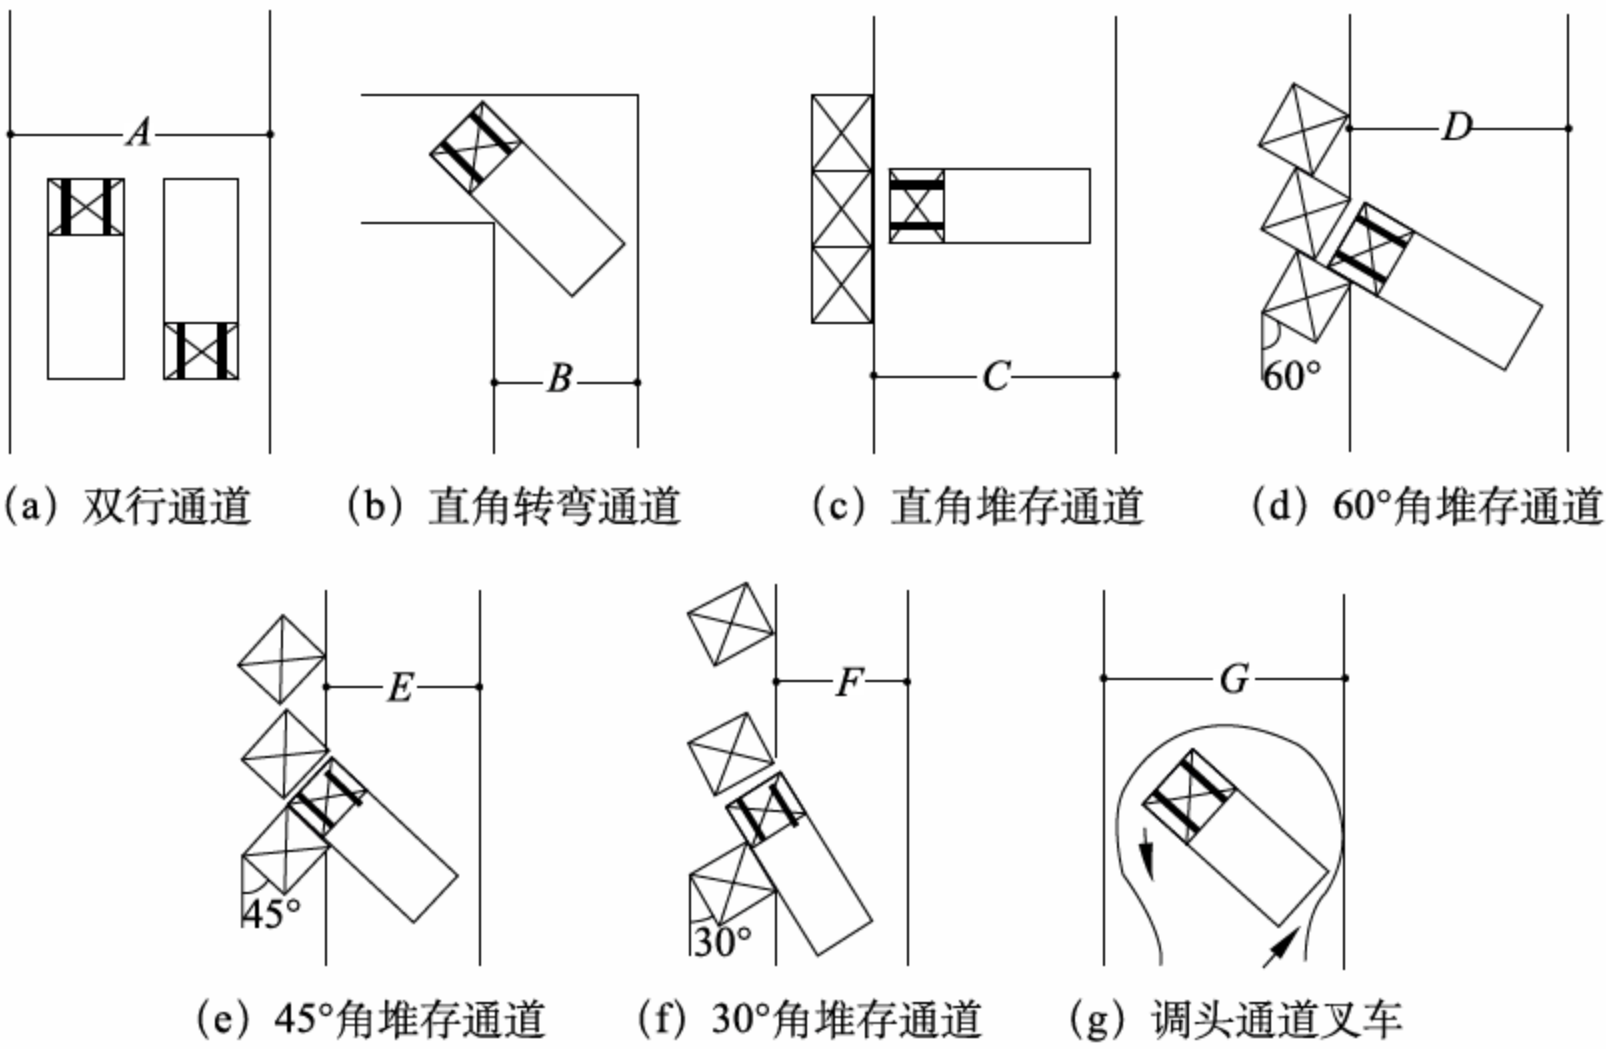 A
B
C
D
60°
（a）双行通道
（b）直角转弯通道
（c）直角堆存通道
（d）60°角堆存通道
E
F
G
45°
30°
（e）45°角堆存通道
（f）30°角堆存通道
（g）调头通道叉车